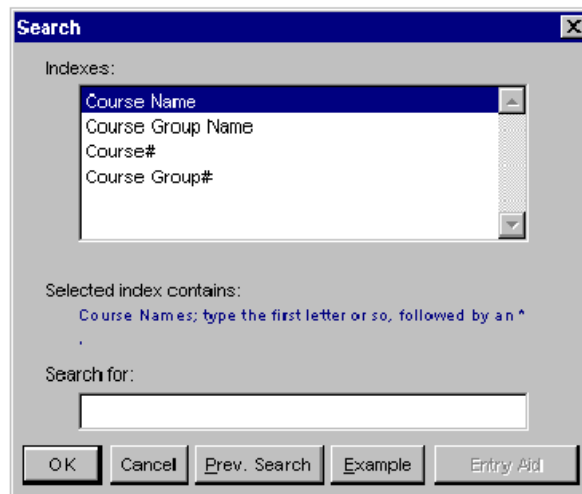 Search
Indexes:
Course Name
Course Group Name
Course#
Course Group#
Selected index contains:
Course Names; type the first letter or so, followed by an *
.
Search for:
OK Cancel Prev. Search Example Entry Aid